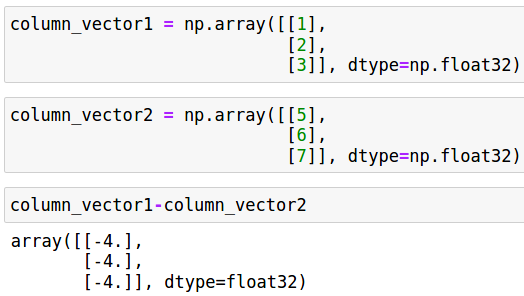 column_vector1 = np.array([[1],
                           [2],
                           [3]], dtype=np.float32)
column_vector2 = np.array([[5],
                           [6],
                           [7]], dtype=np.float32)
column_vector1-column_vector2
array([[-4.],
       [-4.],
       [-4.]], dtype=float32)